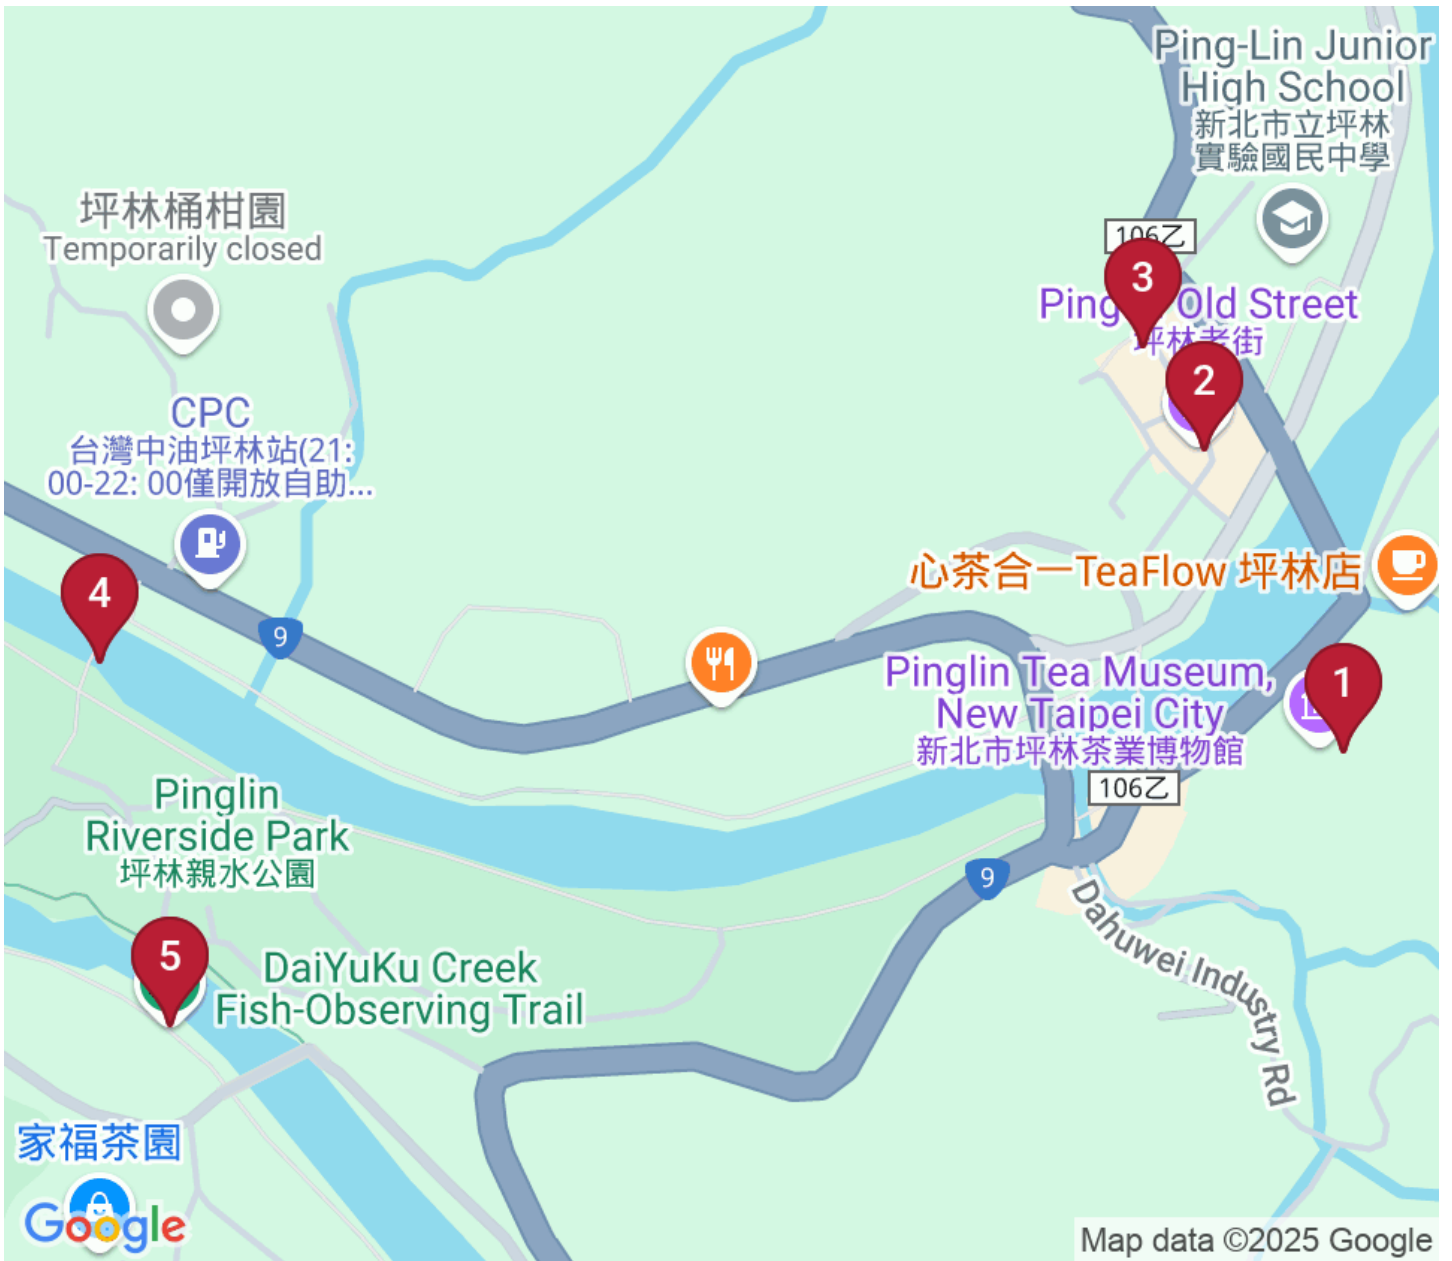 Ping-Lin Junior
High School
新北市立坪林
實驗國民中學
坪林桶柑園
Temporarily closed
106乙
3
Old Street
坪林老街
2
CPC
台灣中油坪林站(21:
00-22: 00僅開放自助...
4
9
心茶合一TeaFlow 坪林店
Pinglin Tea Museum,
New Taipei City
新北市坪林茶業博物館
1
106乙
Pinglin
Riverside Park
坪林親水公園
9
Dahuwei Industry Rd
5
DaiYuKu Creek
Fish-Observing Trail
家福茶園
Google
Map data ©2025 Google